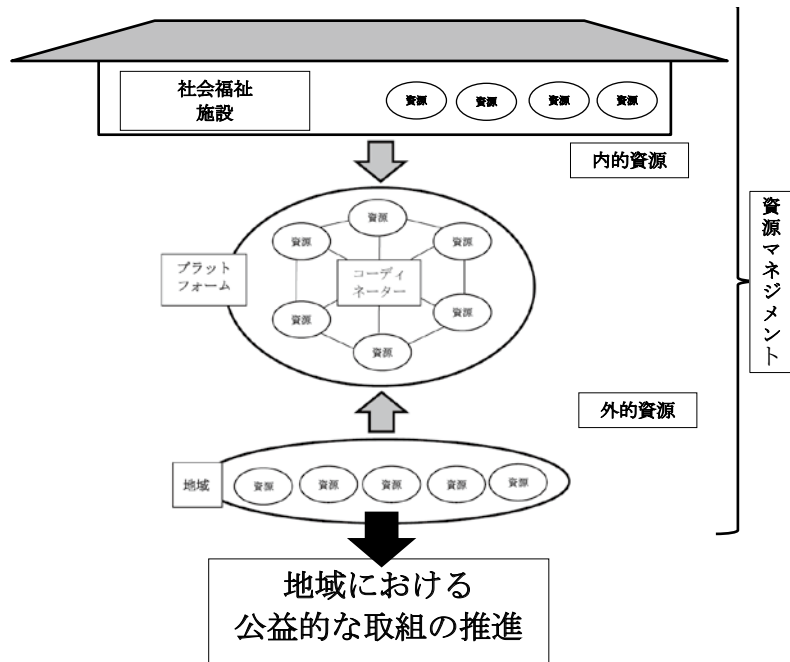 社会福祉
施設
資源
資源
資源
資源
内的資源
資源
資源
資源
プラット
フォーム
コーディ
ネーター
資源
資源
資源
外的資源
地域
資源
資源
資源
資源
資源
資源マネジメント
地域における
公益的な取組の推進